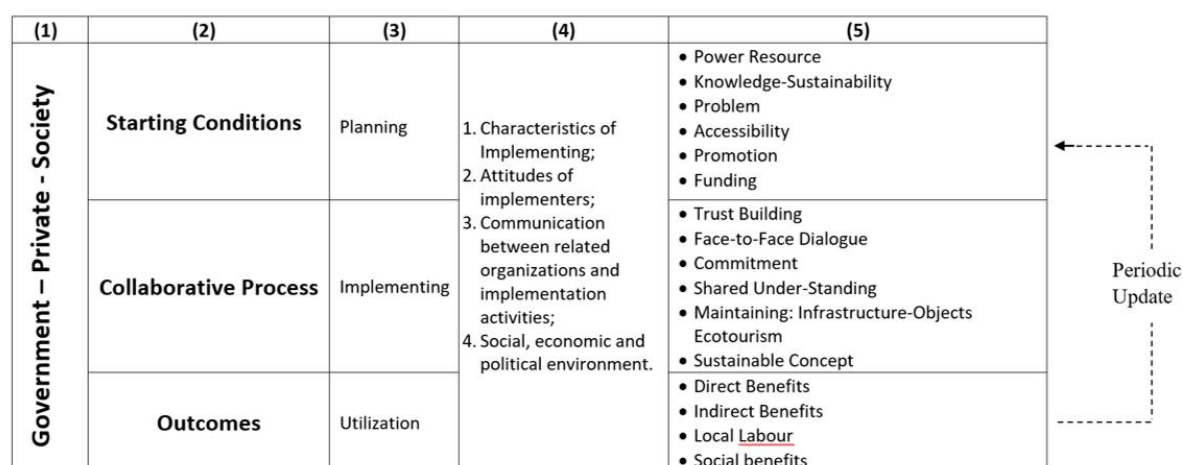 (1)
(2)
(3)
(4)
(5)
Government – Private - Society
Starting Conditions
Planning
1. Characteristics of
Implementing;
2. Attitudes of
implementers;
3. Communication
between related
organizations and
implementation
activities;
4. Social, economic and
political environment.
• Power Resource
• Knowledge-Sustainability
• Problem
• Accessibility
• Promotion
• Funding
Collaborative Process
Implementing
• Trust Building
• Face-to-Face Dialogue
• Commitment
• Shared Under-Standing
• Maintaining: Infrastructure-Objects
Ecotourism
• Sustainable Concept
Outcomes
Utilization
• Direct Benefits
• Indirect Benefits
• Local Labour
• Social benefits
Periodic
Update